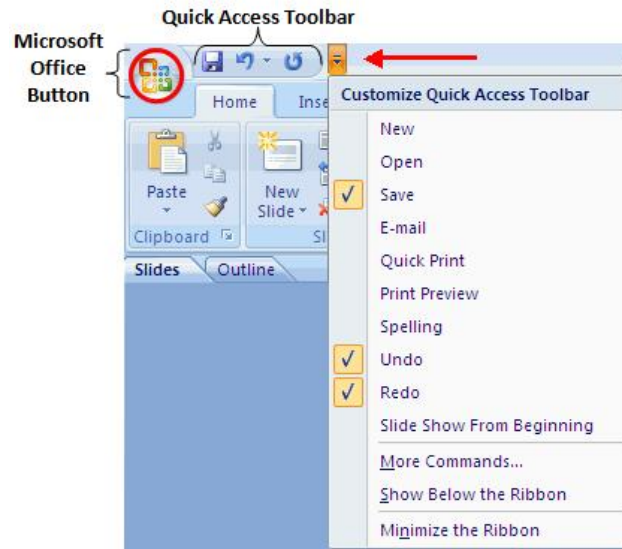 Quick Access Toolbar
Microsoft
Office
Button
Home
Inse
Customize Quick Access Toolbar
Paste
New
Slide
Clipboard
Sl
Slides
Outline
New
Open
Save
E-mail
Quick Print
Print Preview
Spelling
Undo
Redo
Slide Show From Beginning
More Commands...
Show Below the Ribbon
Minimize the Ribbon